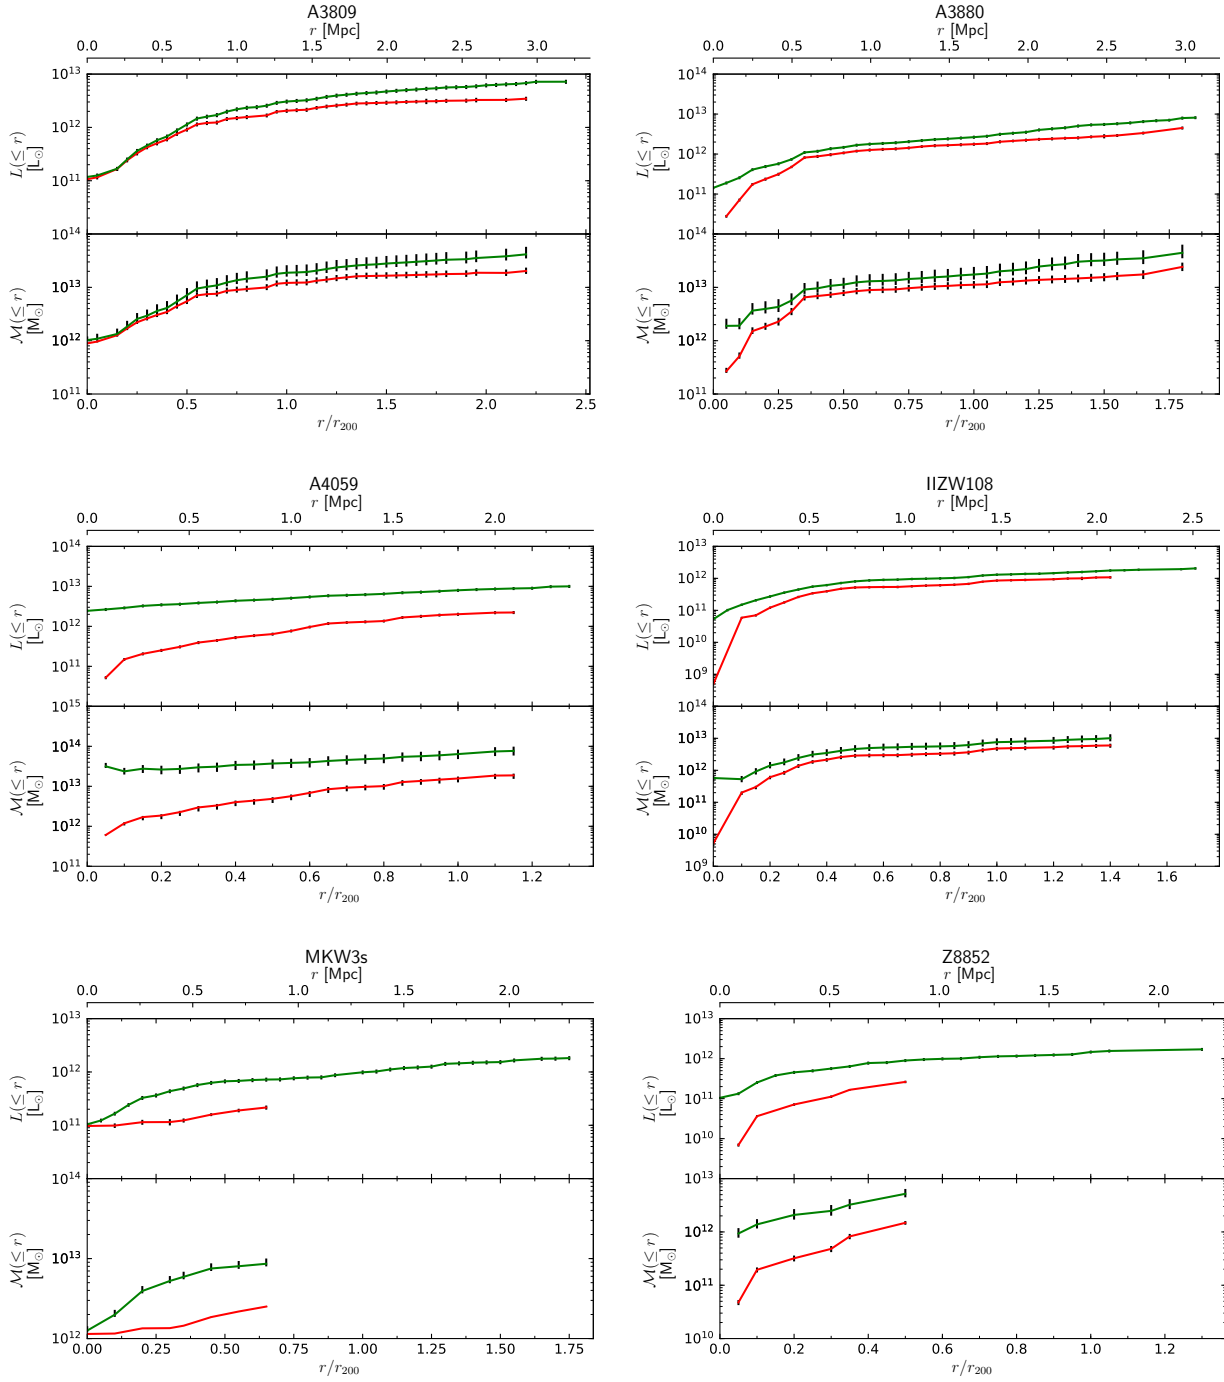 A3809
r [Mpc]
0.0 0.5 1.0 1.5 2.0 2.5 3.0
10^13
10^12
10^11
10^14
L(≤ r)
[L⊙]
10^13
10^12
10^11
M(≤ r)
[M⊙]
0.0 0.5 1.0 1.5 2.0 2.5
r/r_200
A3880
r [Mpc]
0.0 0.5 1.0 1.5 2.0 2.5 3.0
10^14
10^13
10^12
10^11
10^14
L(≤ r)
[L⊙]
10^13
10^12
10^11
M(≤ r)
[M⊙]
0.00 0.25 0.50 0.75 1.00 1.25 1.50 1.75
r/r_200
A4059
r [Mpc]
0.0 0.5 1.0 1.5 2.0
10^14
10^13
10^12
10^11
10^15
L(≤ r)
[L⊙]
10^14
10^13
10^12
10^11
M(≤ r)
[M⊙]
0.0 0.2 0.4 0.6 0.8 1.0 1.2
r/r_200
IIZW108
r [Mpc]
0.0 0.5 1.0 1.5 2.0 2.5
10^13
10^12
10^11
10^10
10^9
10^14
L(≤ r)
[L⊙]
10^13
10^12
10^11
10^10
10^9
M(≤ r)
[M⊙]
0.0 0.2 0.4 0.6 0.8 1.0 1.2 1.4 1.6
r/r_200
MKW3s
r [Mpc]
0.0 0.5 1.0 1.5 2.0
10^13
10^12
10^11
10^14
L(≤ r)
[L⊙]
10^13
10^12
M(≤ r)
[M⊙]
0.00 0.25 0.50 0.75 1.00 1.25 1.50 1.75
r/r_200
Z8852
r [Mpc]
0.0 0.5 1.0 1.5 2.0
10^13
10^12
10^11
10^10
10^13
L(≤ r)
[L⊙]
10^12
10^11
10^10
M(≤ r)
[M⊙]
0.0 0.2 0.4 0.6 0.8 1.0 1.2
r/r_200